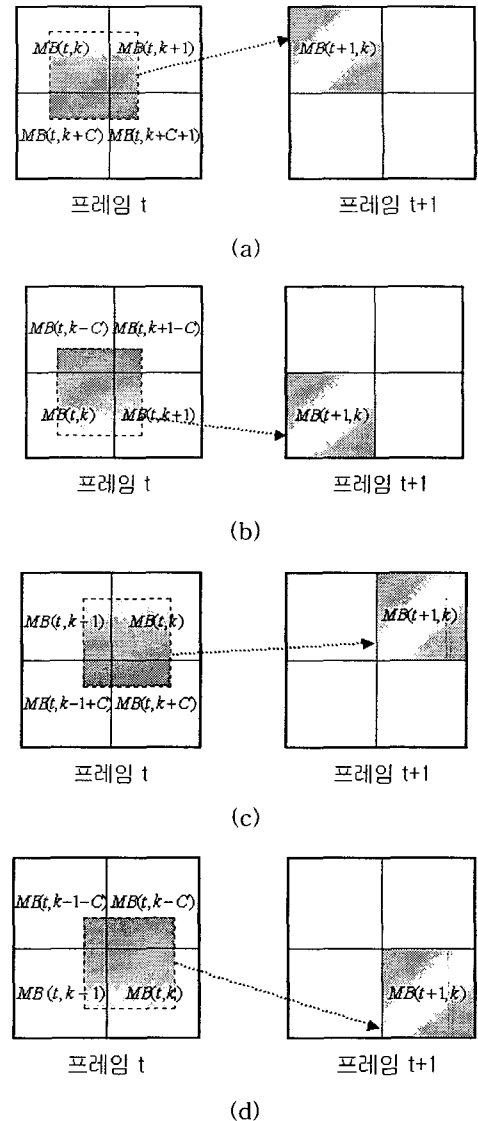 MB(t,k) MB(t,k+1) MB(t+1,k)
MB(t,k+C) MB(t,k+C+1)
프레임 t 프레임 t+1
(a)
MB(t,k-C) MB(t,k+1-C)
MB(t,k) MB(t,k+1) MB(t+1,k)
프레임 t 프레임 t+1
(b)
MB(t,k-1) MB(t,k) MB(t+1,k)
MB(t,k-1+C) MB(t,k+C)
프레임 t 프레임 t+1
(c)
MB(t,k-1-C) MB(t,k-C)
MB(t,k-1) MB(t,k) MB(t+1,k)
프레임 t 프레임 t+1
(d)